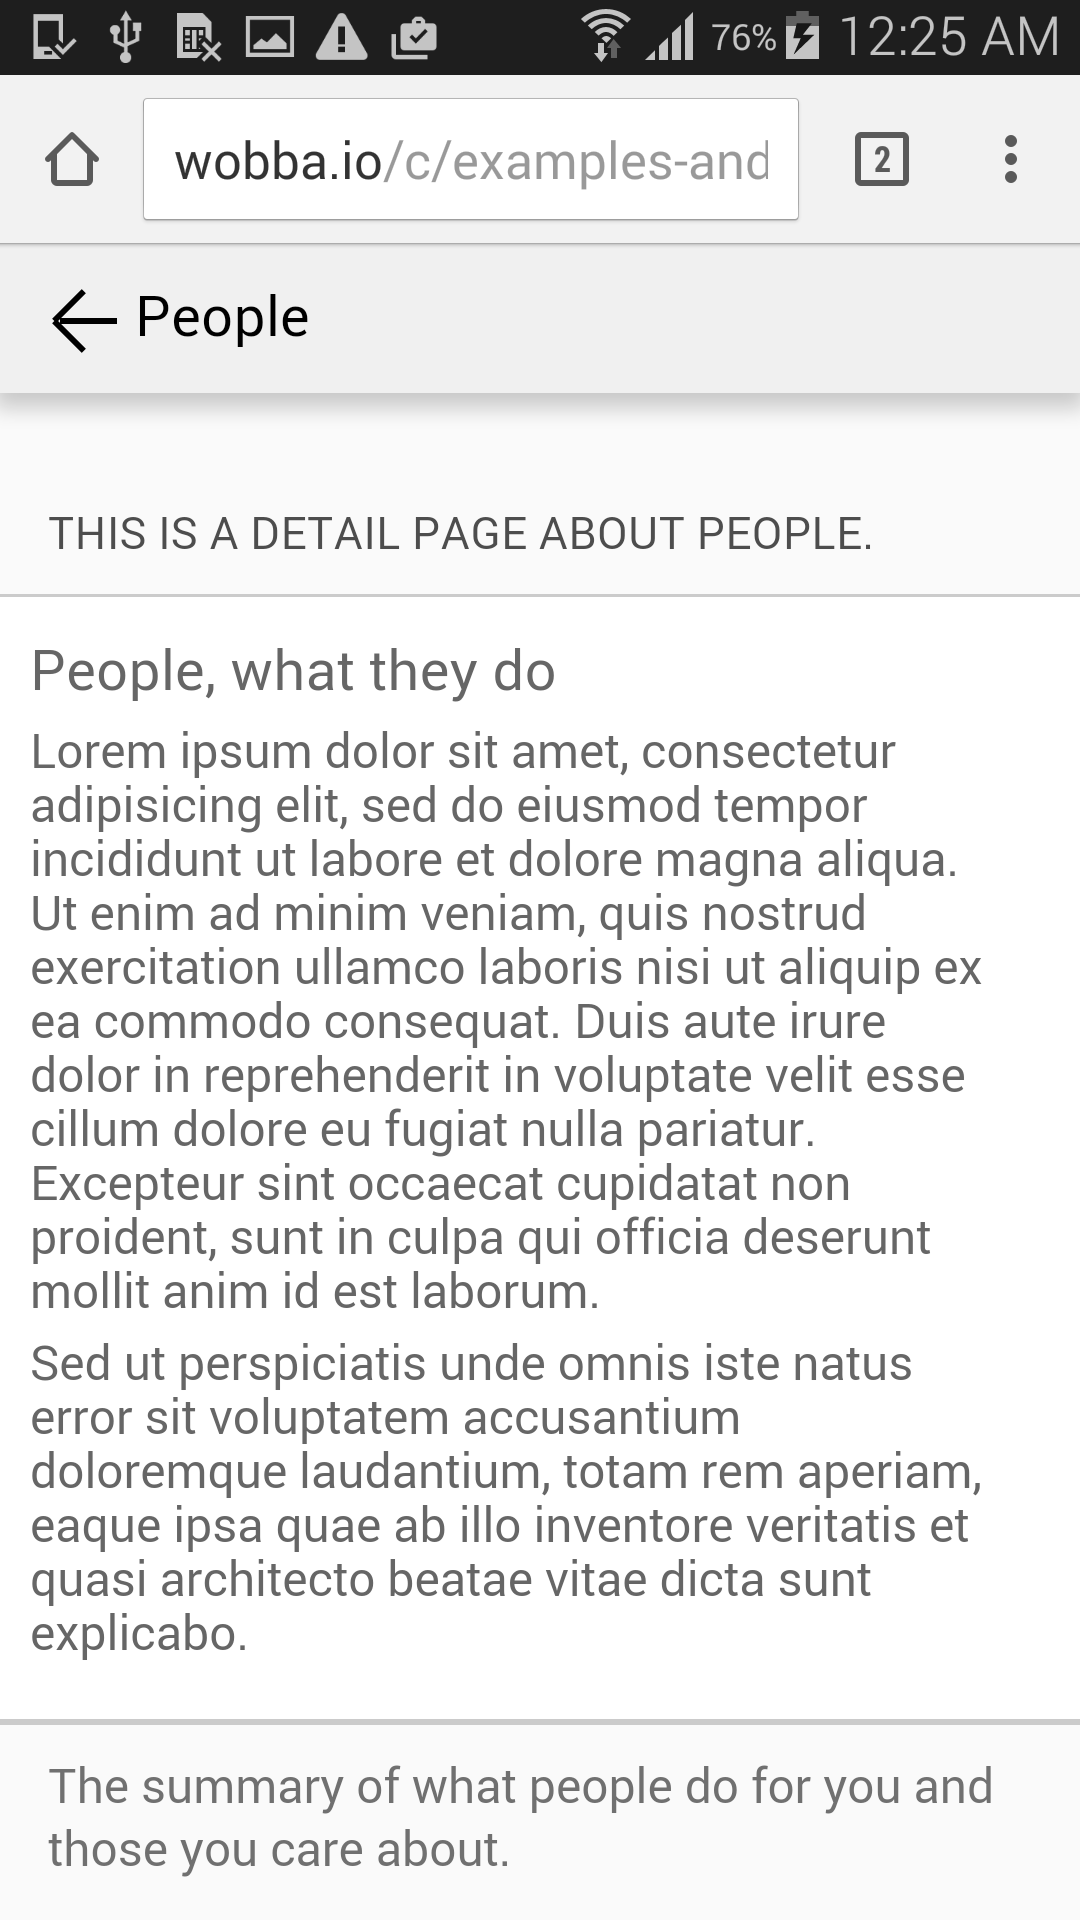 76% 12:25 AM
wobba.io/c/examples-and
2
People
THIS IS A DETAIL PAGE ABOUT PEOPLE.
People, what they do
Lorem ipsum dolor sit amet, consectetur
adipisicing elit, sed do eiusmod tempor
incididunt ut labore et dolore magna aliqua.
Ut enim ad minim veniam, quis nostrud
exercitation ullamco laboris nisi ut aliquip ex
ea commodo consequat. Duis aute irure
dolor in reprehenderit in voluptate velit esse
cillum dolore eu fugiat nulla pariatur.
Excepteur sint occaecat cupidatat non
proident, sunt in culpa qui officia deserunt
mollit anim id est laborum.
Sed ut perspiciatis unde omnis iste natus
error sit voluptatem accusantium
doloremque laudantium, totam rem aperiam,
eaque ipsa quae ab illo inventore veritatis et
quasi architecto beatae vitae dicta sunt
explicabo.
The summary of what people do for you and
those you care about.